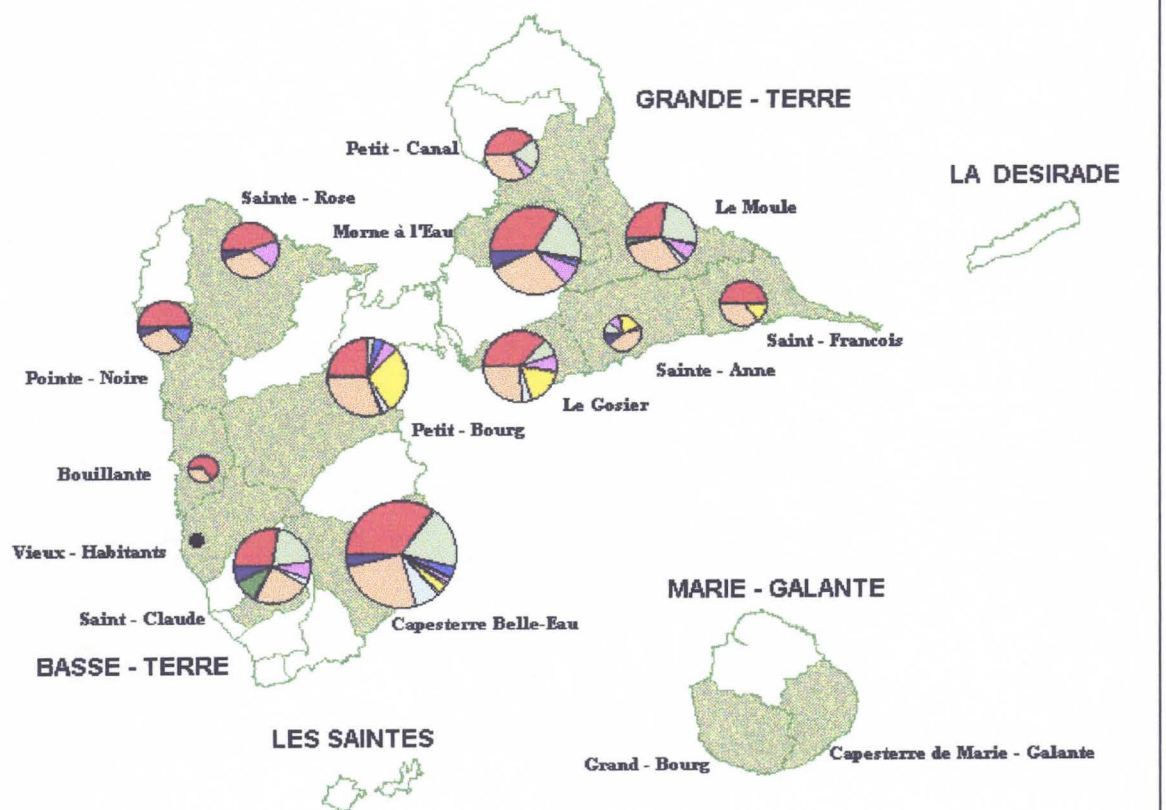 GRANDE - TERRE
Petit - Canal
LA DESIRADE
Sainte - Rose
Le Moule
Morne à l'Eau
Saint - Francois
Sainte - Anne
Pointe - Noire
Le Gosier
Petit - Bourg
Bouillante
Vieux - Habitants
MARIE - GALANTE
Saint - Claude
Capesterre Belle-Eau
BASSE - TERRE
LES SAINTES
Capesterre de Marie - Galante
Grand - Bourg